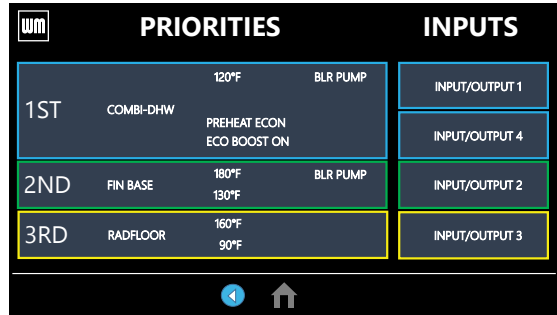 wm PRIORITIES INPUTS
120°F BLR PUMP INPUT/OUTPUT 1
1ST COMBI-DHW
PREHEAT ECON
ECO BOOST ON INPUT/OUTPUT 4
2ND FIN BASE 180°F BLR PUMP INPUT/OUTPUT 2
130°F
3RD RADFLOOR 160°F INPUT/OUTPUT 3
90°F